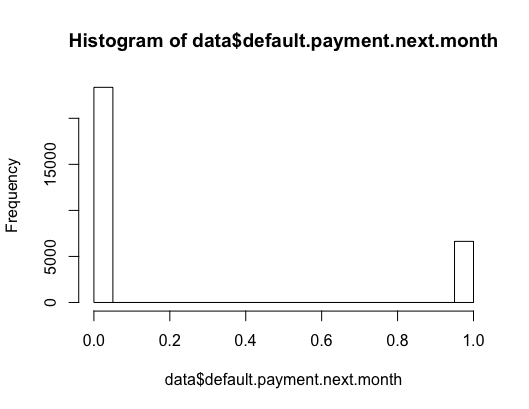 Histogram of data$default.payment.next.month
Frequency
15000
5000
0
0.0 0.2 0.4 0.6 0.8 1.0
data$default.payment.next.month